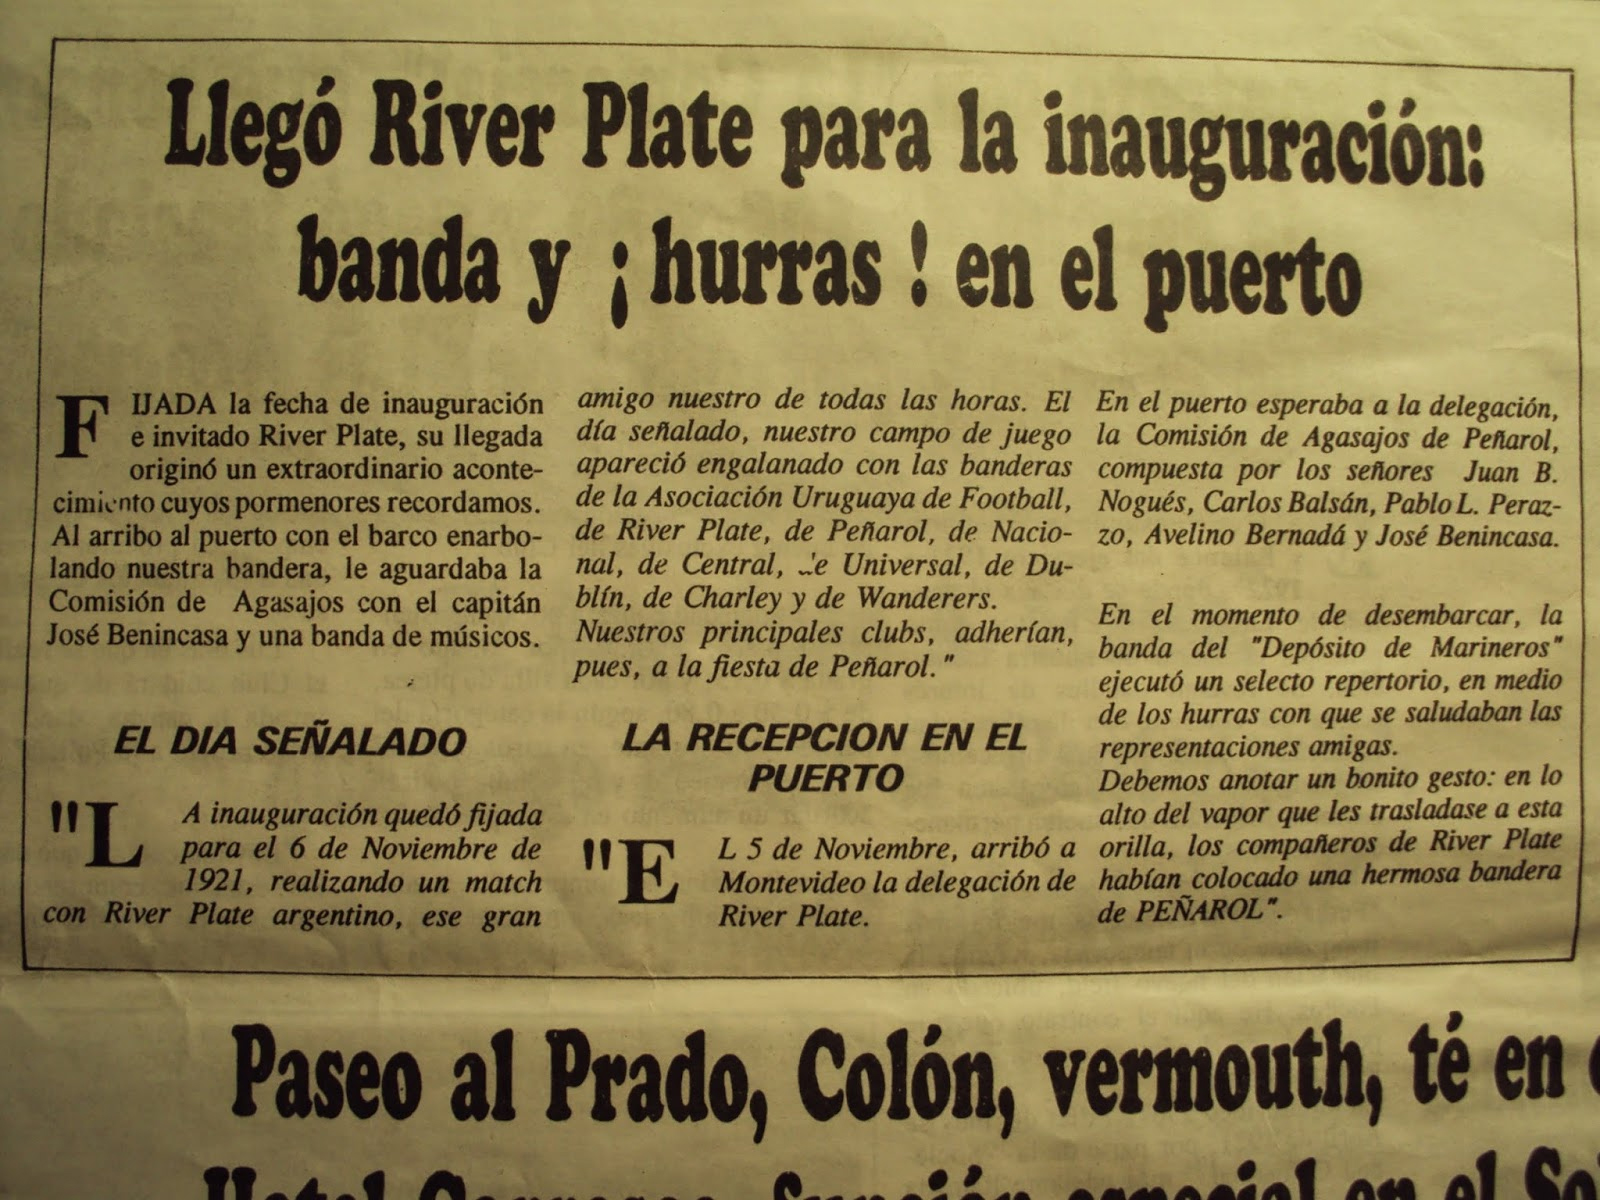 Llegó River Plate para la inauguración:
banda y ¡ hurras ! en el puerto
FIJADA la fecha de inauguración
e invitado River Plate, su llegada
originó un extraordinario aconte-
cimiento cuyos pormenores recordamos.
Al arribo al puerto con el barco enarbo-
lando nuestra bandera, le aguardaba la
Comisión de Agasajos con el capitán
José Benincasa y una banda de músicos.
EL DIA SEÑALADO
"LA inauguración quedó fijada
para el 6 de Noviembre de
1921, realizando un match
con River Plate argentino, ese gran
amigo nuestro de todas las horas. El
día señalado, nuestro campo de juego
apareció engalanado con las banderas
de la Asociación Uruguaya de Football,
de River Plate, de Peñarol, de Nacio-
nal, de Central, de Universal, de Du-
blín, de Charley y de Wanderers.
Nuestros principales clubs, adherían,
pues, a la fiesta de Peñarol."
LA RECEPCION EN EL
PUERTO
"EL 5 de Noviembre, arribó a
Montevideo la delegación de
River Plate.
En el puerto esperaba a la delegación,
la Comisión de Agasajos de Peñarol,
compuesta por los señores Juan B.
Nogués, Carlos Balsán, Pablo L. Peraz-
zo, Avelino Bernadá y José Benincasa.
En el momento de desembarcar, la
banda del "Depósito de Marineros"
ejecutó un selecto repertorio, en medio
de los hurras con que se saludaban las
representaciones amigas.
Debemos anotar un bonito gesto: en lo
alto del vapor que les trasladase a esta
orilla, los compañeros de River Plate
habían colocado una hermosa bandera
de PEÑAROL".
Paseo al Prado, Colón, vermouth, té en
Hotel Carrasco, función especial en el